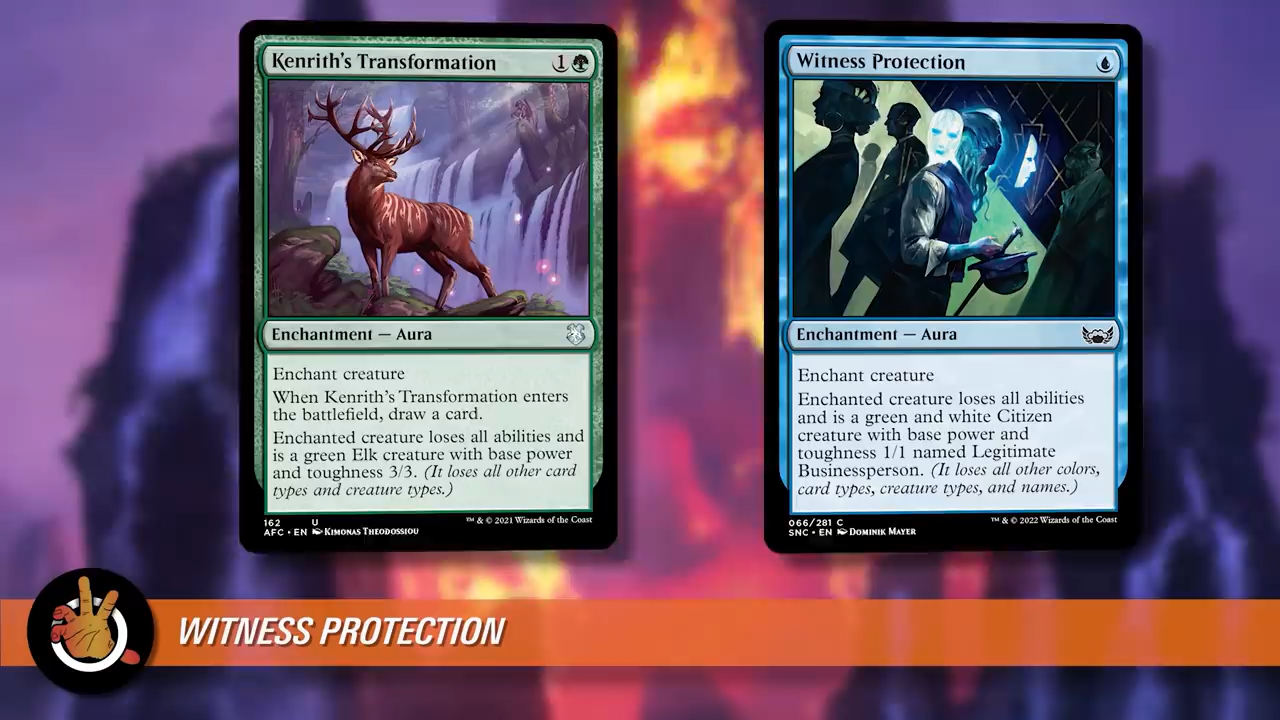 Kenrith's Transformation 1
Enchantment — Aura
Enchant creature
When Kenrith's Transformation enters
the battlefield, draw a card.
Enchanted creature loses all abilities and
is a green Elk creature with base power
and toughness 3/3. (It loses all other card
types and creature types.)
162 U
AFC • EN Kimonas Theodossiou
™ & © 2021 Wizards of the Coast
Witness Protection
Enchantment — Aura
Enchant creature
Enchanted creature loses all abilities
and is a green and white Citizen
creature with base power and
toughness 1/1 named Legitimate
Businessperson. (It loses all other colors,
card types, creature types, and names.)
066/281 C
SNC • EN Dominik Mayer
™ & © 2022 Wizards of the Coast
WITNESS PROTECTION